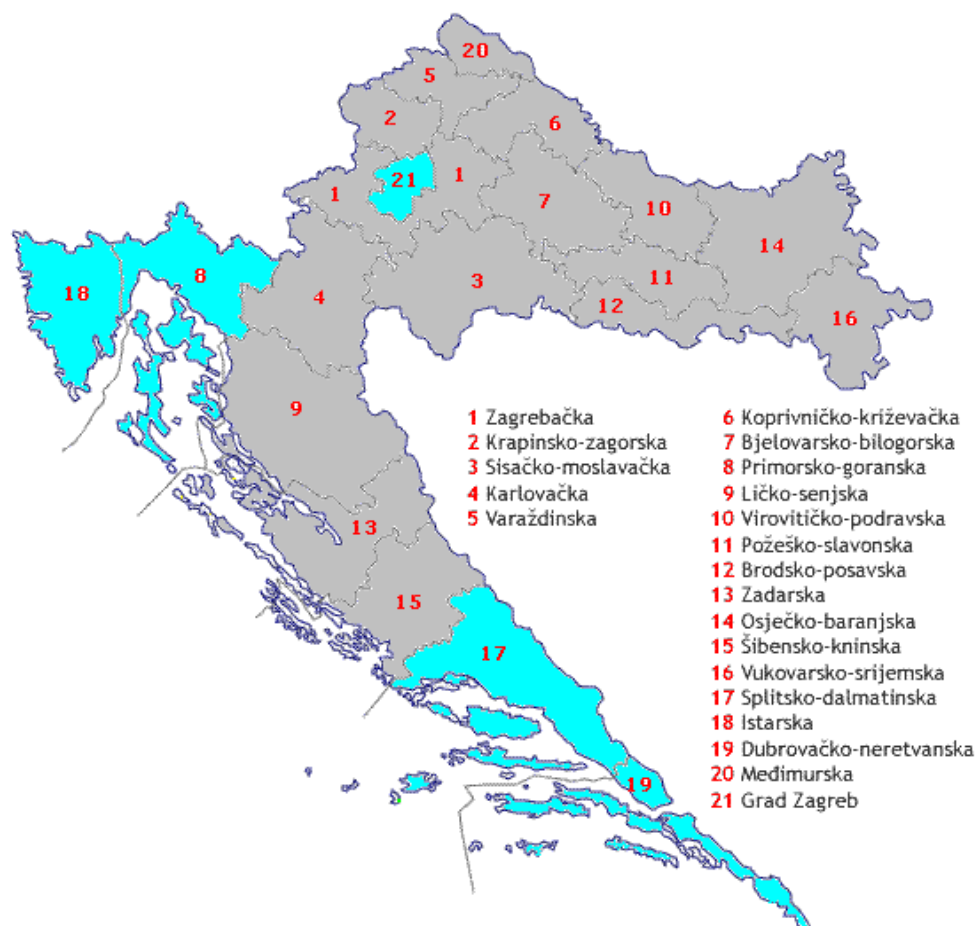 20
5
2
6
21
1
1
7
10
14
8
18
11
3
4
12
16
9
13
15
17
19
1 Zagrebačka
2 Krapinsko-zagorska
3 Sisačko-moslavačka
4 Karlovačka
5 Varaždinska
6 Koprivničko-križevačka
7 Bjelovarsko-bilogorska
8 Primorsko-goranska
9 Ličko-senjska
10 Virovitičko-podravska
11 Požeško-slavonska
12 Brodsko-posavska
13 Zadarska
14 Osječko-baranjska
15 Šibensko-kninska
16 Vukovarsko-srijemska
17 Splitsko-dalmatinska
18 Istarska
19 Dubrovačko-neretvanska
20 Međimurska
21 Grad Zagreb